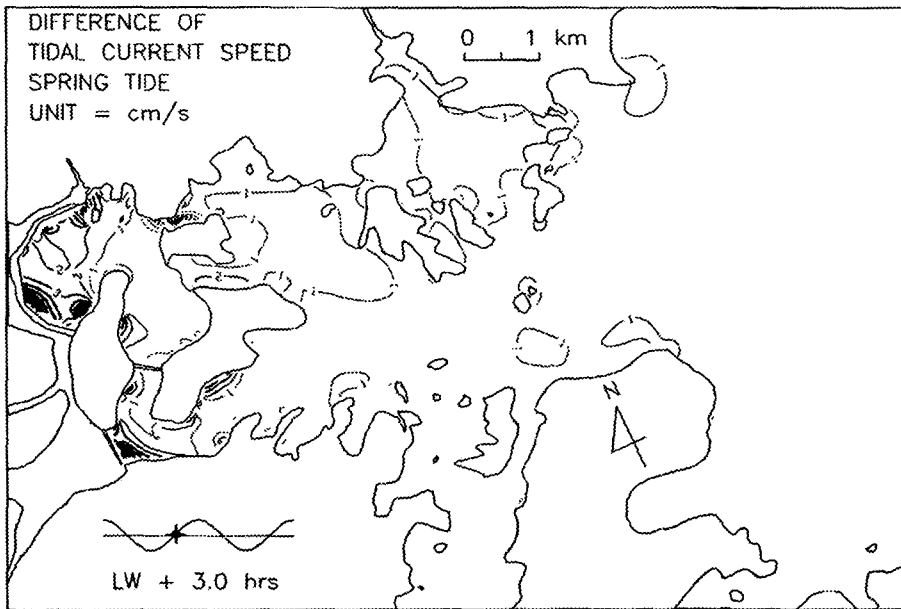 DIFFERENCE OF
TIDAL CURRENT SPEED
SPRING TIDE
UNIT = cm/s
0 1 km
N
LW + 3.0 hrs